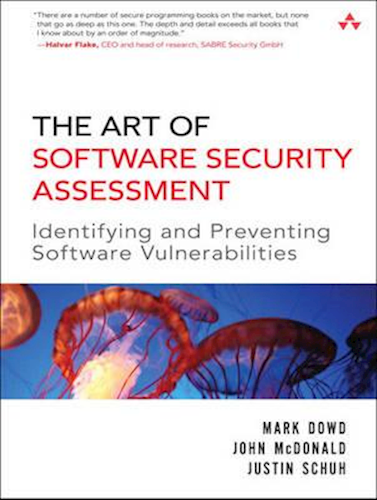 "There are a number of secure programming books on the market, but none
that go as deep as this one. The depth and detail exceeds all books that
I know about by an order of magnitude."
—Halvar Flake, CEO and head of research, SABRE Security GmbH
THE ART OF
SOFTWARE SECURITY
ASSESSMENT
Identifying and Preventing
Software Vulnerabilities
MARK DOWD
JOHN McDONALD
JUSTIN SCHUH